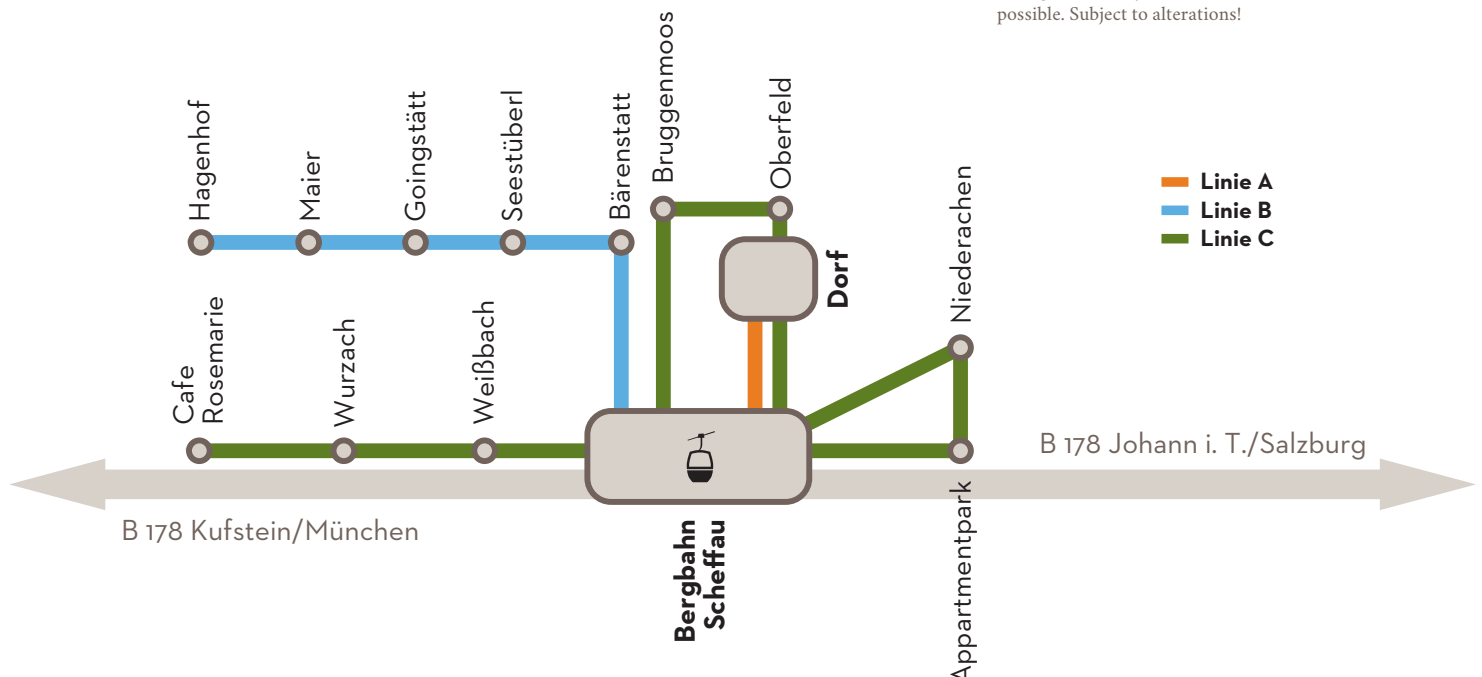 possible. Subject to alterations!
Hagenhof
Maier
Goingstätt
Seestüberl
Bärenstatt
Bruggenmoos
Oberfeld
Dorf
Niederachen
Linie A
Linie B
Linie C
Cafe
Rosemarie
Wurzach
Weißbach
B 178 Johann i. T./Salzburg
B 178 Kufstein/München
Bergbahn
Scheffau
Appartmentpark